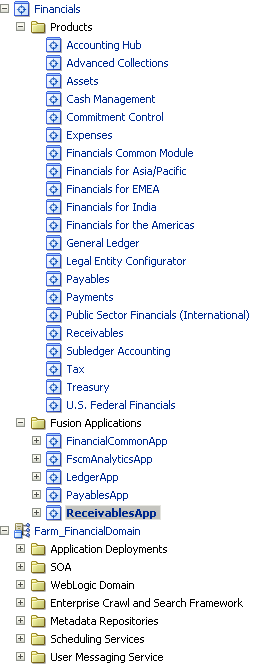 Financials
Products
Accounting Hub
Advanced Collections
Assets
Cash Management
Commitment Control
Expenses
Financials Common Module
Financials for Asia/Pacific
Financials for EMEA
Financials for India
Financials for the Americas
General Ledger
Legal Entity Configurator
Payables
Payments
Public Sector Financials (International)
Receivables
Subledger Accounting
Tax
Treasury
U.S. Federal Financials
Fusion Applications
FinancialCommonApp
FscmAnalyticsApp
LedgerApp
PayablesApp
ReceivablesApp
Farm_FinancialDomain
Application Deployments
SOA
WebLogic Domain
Enterprise Crawl and Search Framework
Metadata Repositories
Scheduling Services
User Messaging Service